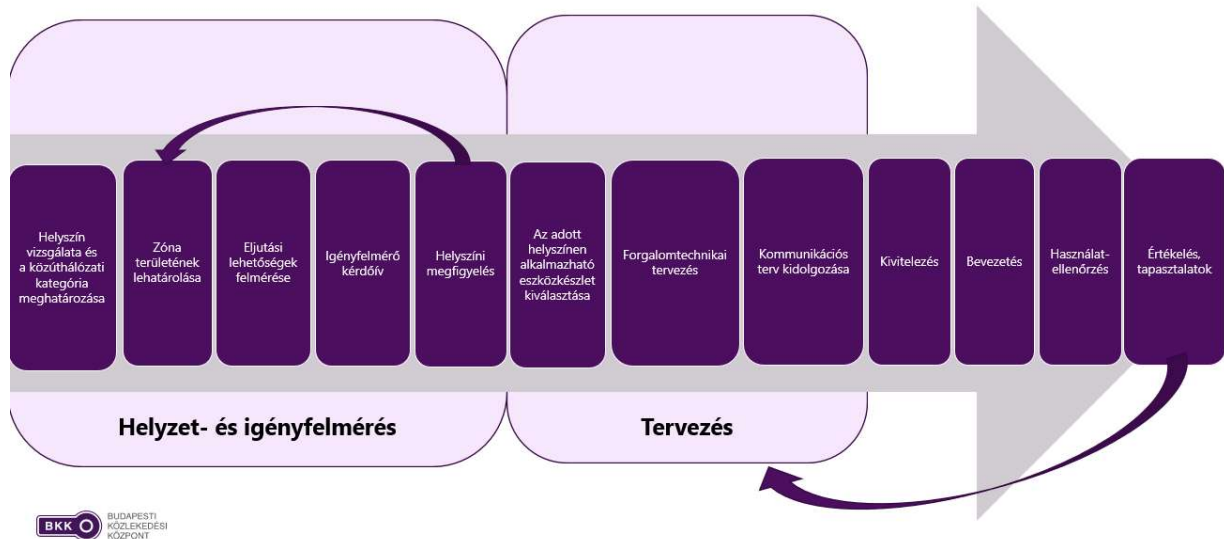 Helyszín
vizsgálata és
a közúthálózati
kategória
meghatározása
Zóna
területének
lehatárolása
Eljutási
lehetőségek
felmérése
Igényfelmérő
kérdőív
Helyszíni
megfigyelés
Az adott
helyszínen
alkalmazható
eszközkészlet
kiválasztása
Forgalomtechnikai
tervezés
Kommunikációs
terv kidolgozása
Kivitelezés
Bevezetés
Használat-
ellenőrzés
Értékelés,
tapasztalatok
Helyzet- és igényfelmérés
Tervezés
BKK
BUDAPESTI
KÖZLEKEDÉSI
KÖZPONT